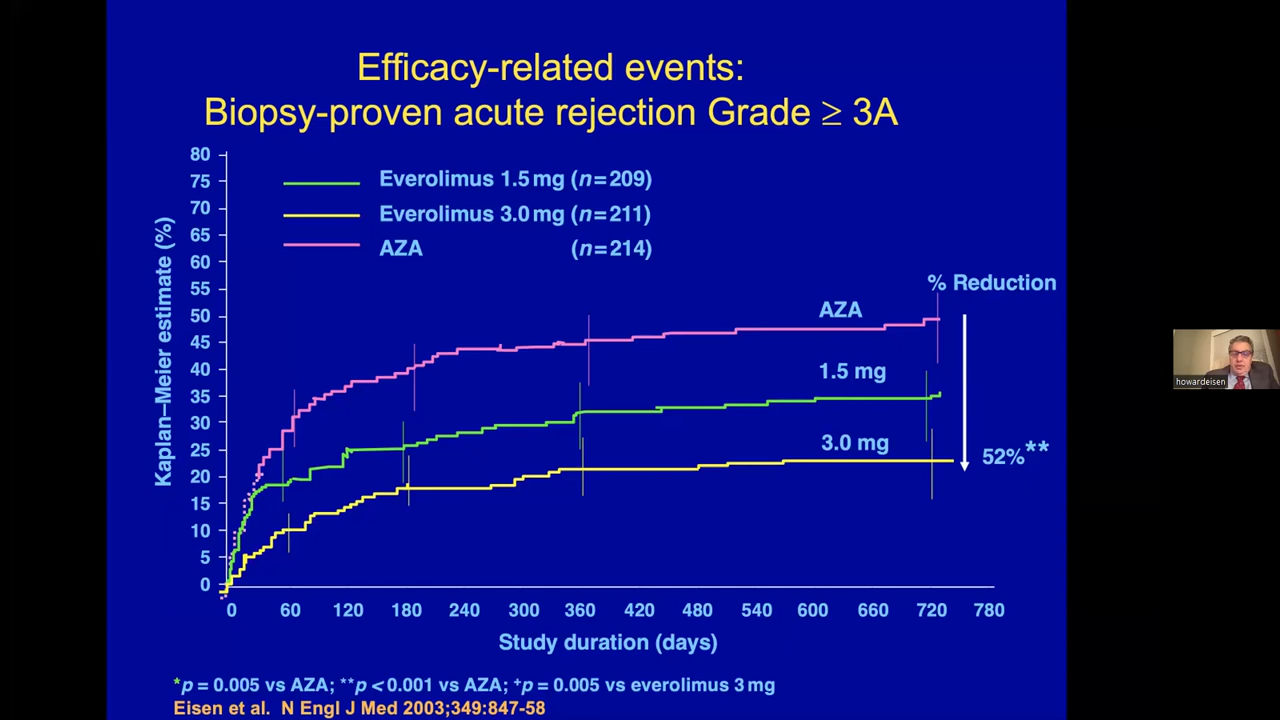 Efficacy-related events:
Biopsy-proven acute rejection Grade ≥ 3A
80
75
70
65
60
55
50
45
40
35
30
25
20
15
10
5
0
Kaplan–Meier estimate (%)
Everolimus 1.5 mg (n=209)
Everolimus 3.0 mg (n=211)
AZA (n=214)
% Reduction
AZA
1.5 mg
3.0 mg
52%**
howardeisen
0 60 120 180 240 300 360 420 480 540 600 660 720 780
Study duration (days)
*p = 0.005 vs AZA; **p < 0.001 vs AZA; +p = 0.005 vs everolimus 3 mg
Eisen et al. N Engl J Med 2003;349:847-58